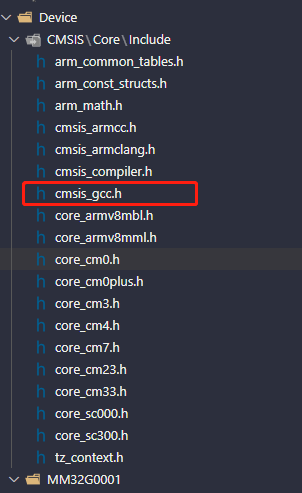 Device
CMSIS\Core\Include
arm_common_tables.h
arm_const_structs.h
arm_math.h
cmsis_armcc.h
cmsis_armclang.h
cmsis_compiler.h
cmsis_gcc.h
core_armv8mbl.h
core_armv8mml.h
core_cm0.h
core_cm0plus.h
core_cm3.h
core_cm4.h
core_cm7.h
core_cm23.h
core_cm33.h
core_sc000.h
core_sc300.h
tz_context.h
MM32G0001